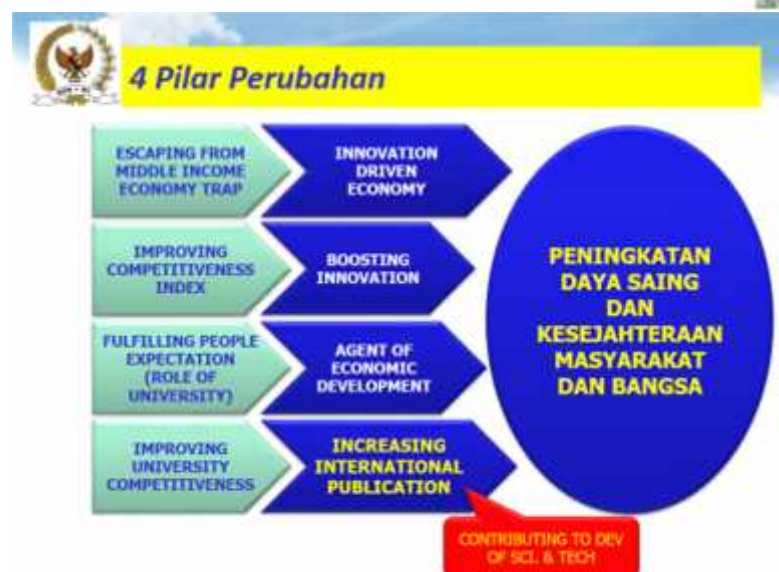 4 Pilar Perubahan
ESCAPING FROM
MIDDLE INCOME
ECONOMY TRAP
INNOVATION
DRIVEN
ECONOMY
IMPROVING
COMPETITIVENESS
INDEX
BOOSTING
INNOVATION
FULFILLING PEOPLE
EXPECTATION
(ROLE OF
UNIVERSITY)
AGENT OF
ECONOMIC
DEVELOPMENT
IMPROVING
UNIVERSITY
COMPETITIVENESS
INCREASING
INTERNATIONAL
PUBLICATION
PENINGKATAN
DAYA SAING
DAN
KESEJAHTERAAN
MASYARAKAT
DAN BANGSA
CONTRIBUTING TO DEV
OF SCI. & TECH